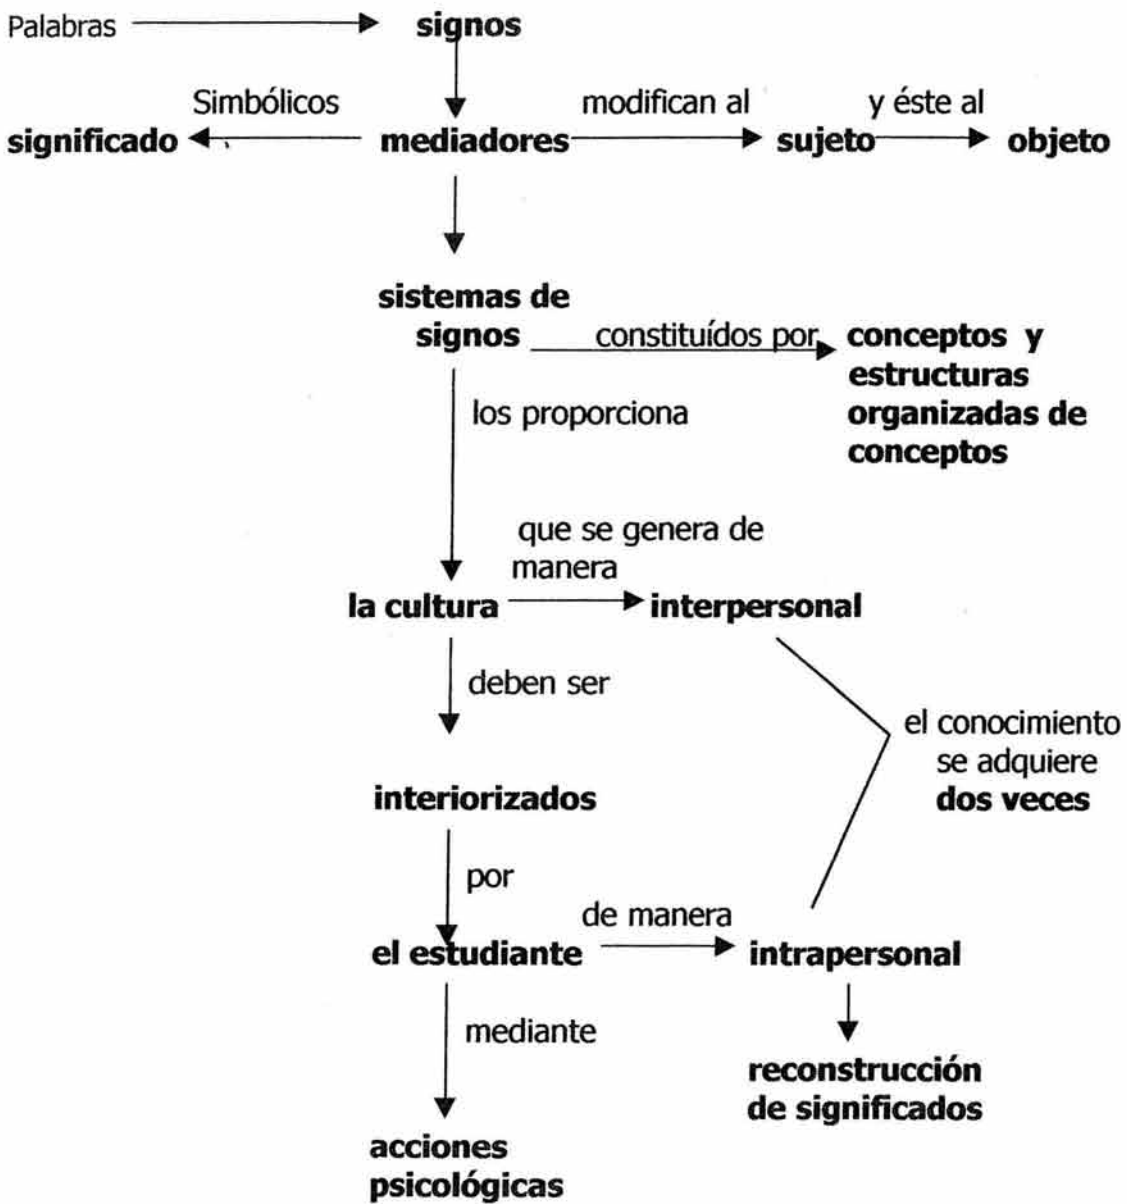 Palabras signos
Simbólicos modifican al y éste al
significado mediadores sujeto objeto
sistemas de
signos constituídos por conceptos y
estructuras
organizadas de
conceptos
los proporciona
que se genera de
manera
la cultura interpersonal
deben ser
el conocimiento
se adquiere
dos veces
interiorizados
por
de manera
el estudiante intrapersonal
mediante
reconstrucción
de significados
acciones
psicológicas